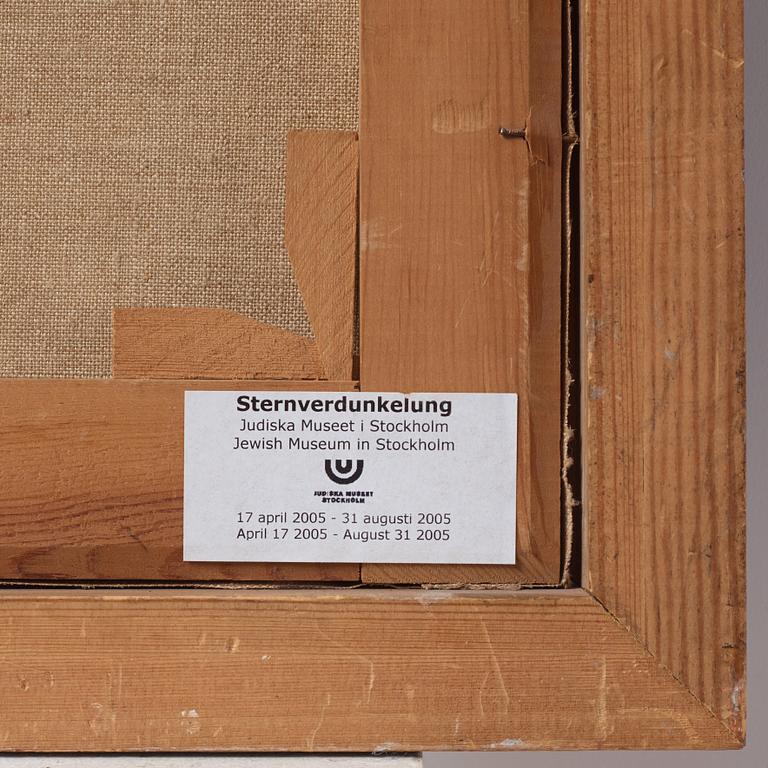 Sternverdunkelung
Judiska Museet i Stockholm
Jewish Museum in Stockholm
JUDISKA MUSEET
STOCKHOLM
17 april 2005 - 31 augusti 2005
April 17 2005 - August 31 2005